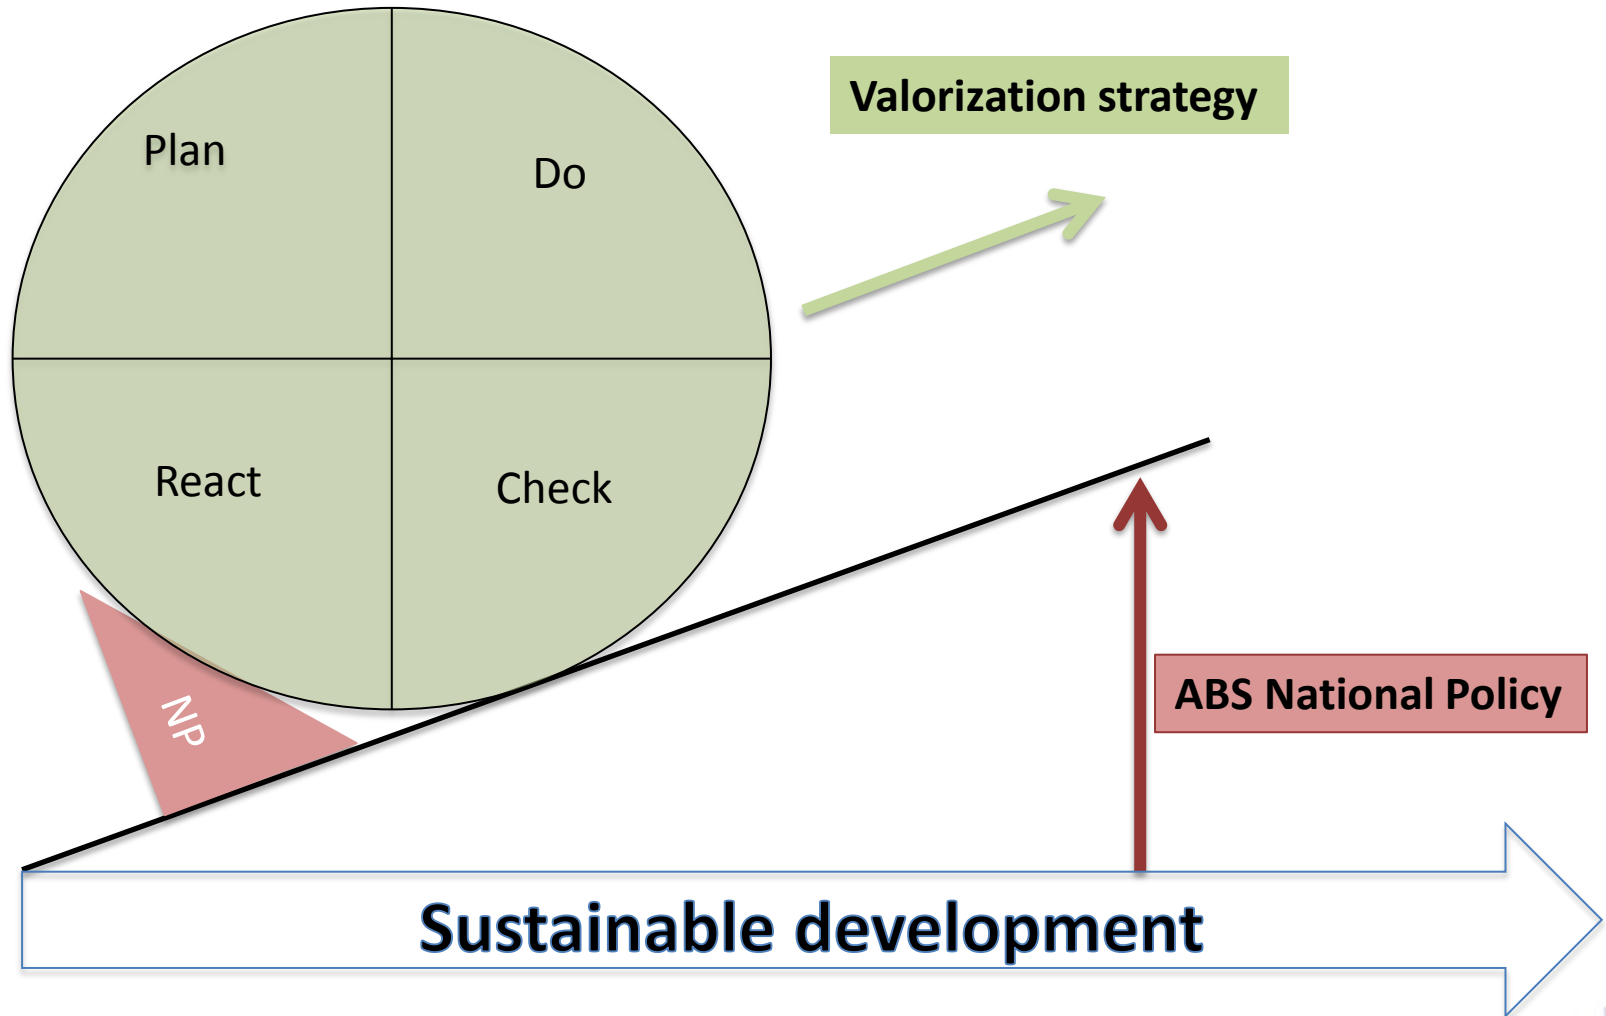 Valorization strategy
Plan
Do
React
Check
NP
ABS National Policy
Sustainable development